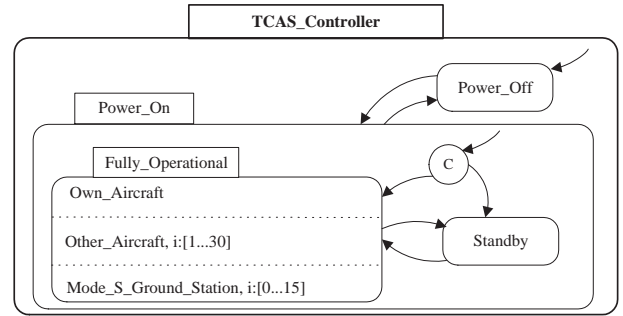 TCAS_Controller
Power_Off
Power_On
Fully_Operational
C
Own_Aircraft
Other_Aircraft, i:[1...30]
Standby
Mode_S_Ground_Station, i:[0...15]